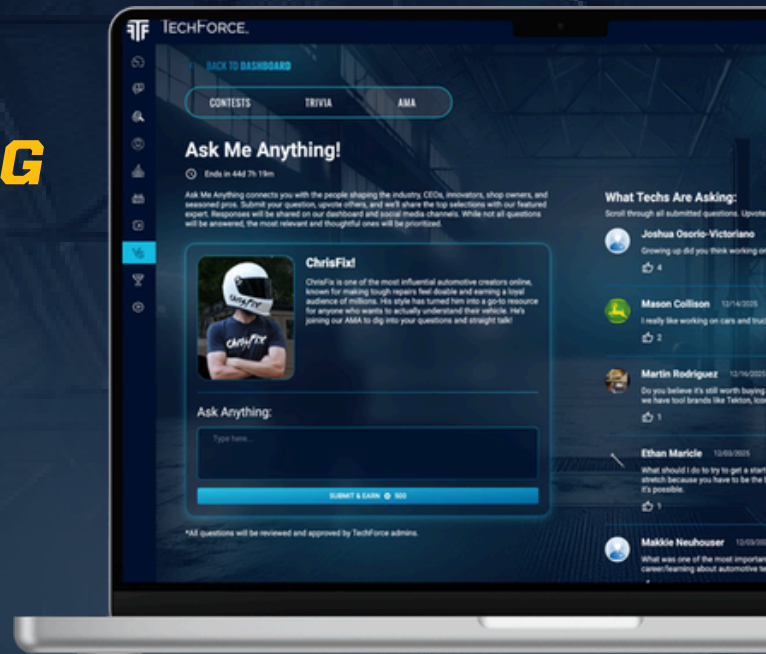 TECHFORCE.
G
BACK TO DASHBOARD
CONTESTS TRIVIA AMA
Ask Me Anything!
Ends in 44d 7h 19m
Ask Me Anything connects you with the people shaping the industry, CEOs, innovators, shop owners, and
seasoned pros. Submit your question, upvote others, and we'll share the top selections with our featured
expert. Responses will be shared on our dashboard and social media channels. While not all questions
will be answered, the most relevant and thoughtful ones will be prioritized.
ChrisFix!
ChrisFix is one of the most influential automotive creators online,
known for making tough repairs feel doable and earning a loyal
audience of millions. His style has turned him into a go-to resource
for anyone who wants to actually understand their vehicle. He's
joining our AMA to dig into your questions and straight talk!
chrisfix
chrisfix
Ask Anything:
Type here...
SUBMIT & EARN 500
*All questions will be reviewed and approved by TechForce admins.
What Techs Are Asking:
Scroll through all submitted questions. Upvote
Joshua Osorio-Victoriano
Growing up did you think working on
4
Mason Collison 12/14/2025
I really like working on cars and truc
2
Martin Rodriguez 12/16/2025
Do you believe it's still worth buying
we have tool brands like Tekton, Icon
1
Ethan Maricle 12/03/2025
What should I do to try to get a start
stretch because you have to be the
it's possible.
1
Makkie Neuhouser 12/03/202
What was one of the most importan
career/learning about automotive te